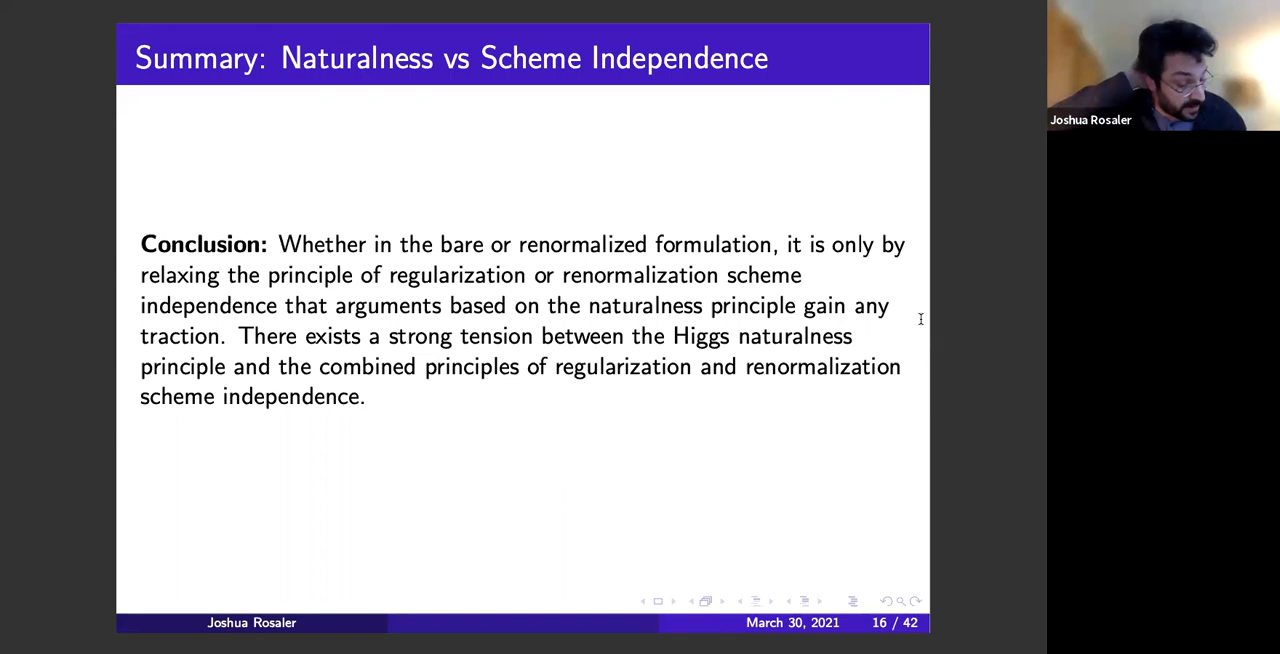 Summary: Naturalness vs Scheme Independence
Joshua Rosaler
Conclusion: Whether in the bare or renormalized formulation, it is only by
relaxing the principle of regularization or renormalization scheme
independence that arguments based on the naturalness principle gain any
traction. There exists a strong tension between the Higgs naturalness
principle and the combined principles of regularization and renormalization
scheme independence.
Joshua Rosaler
March 30, 2021
16 / 42